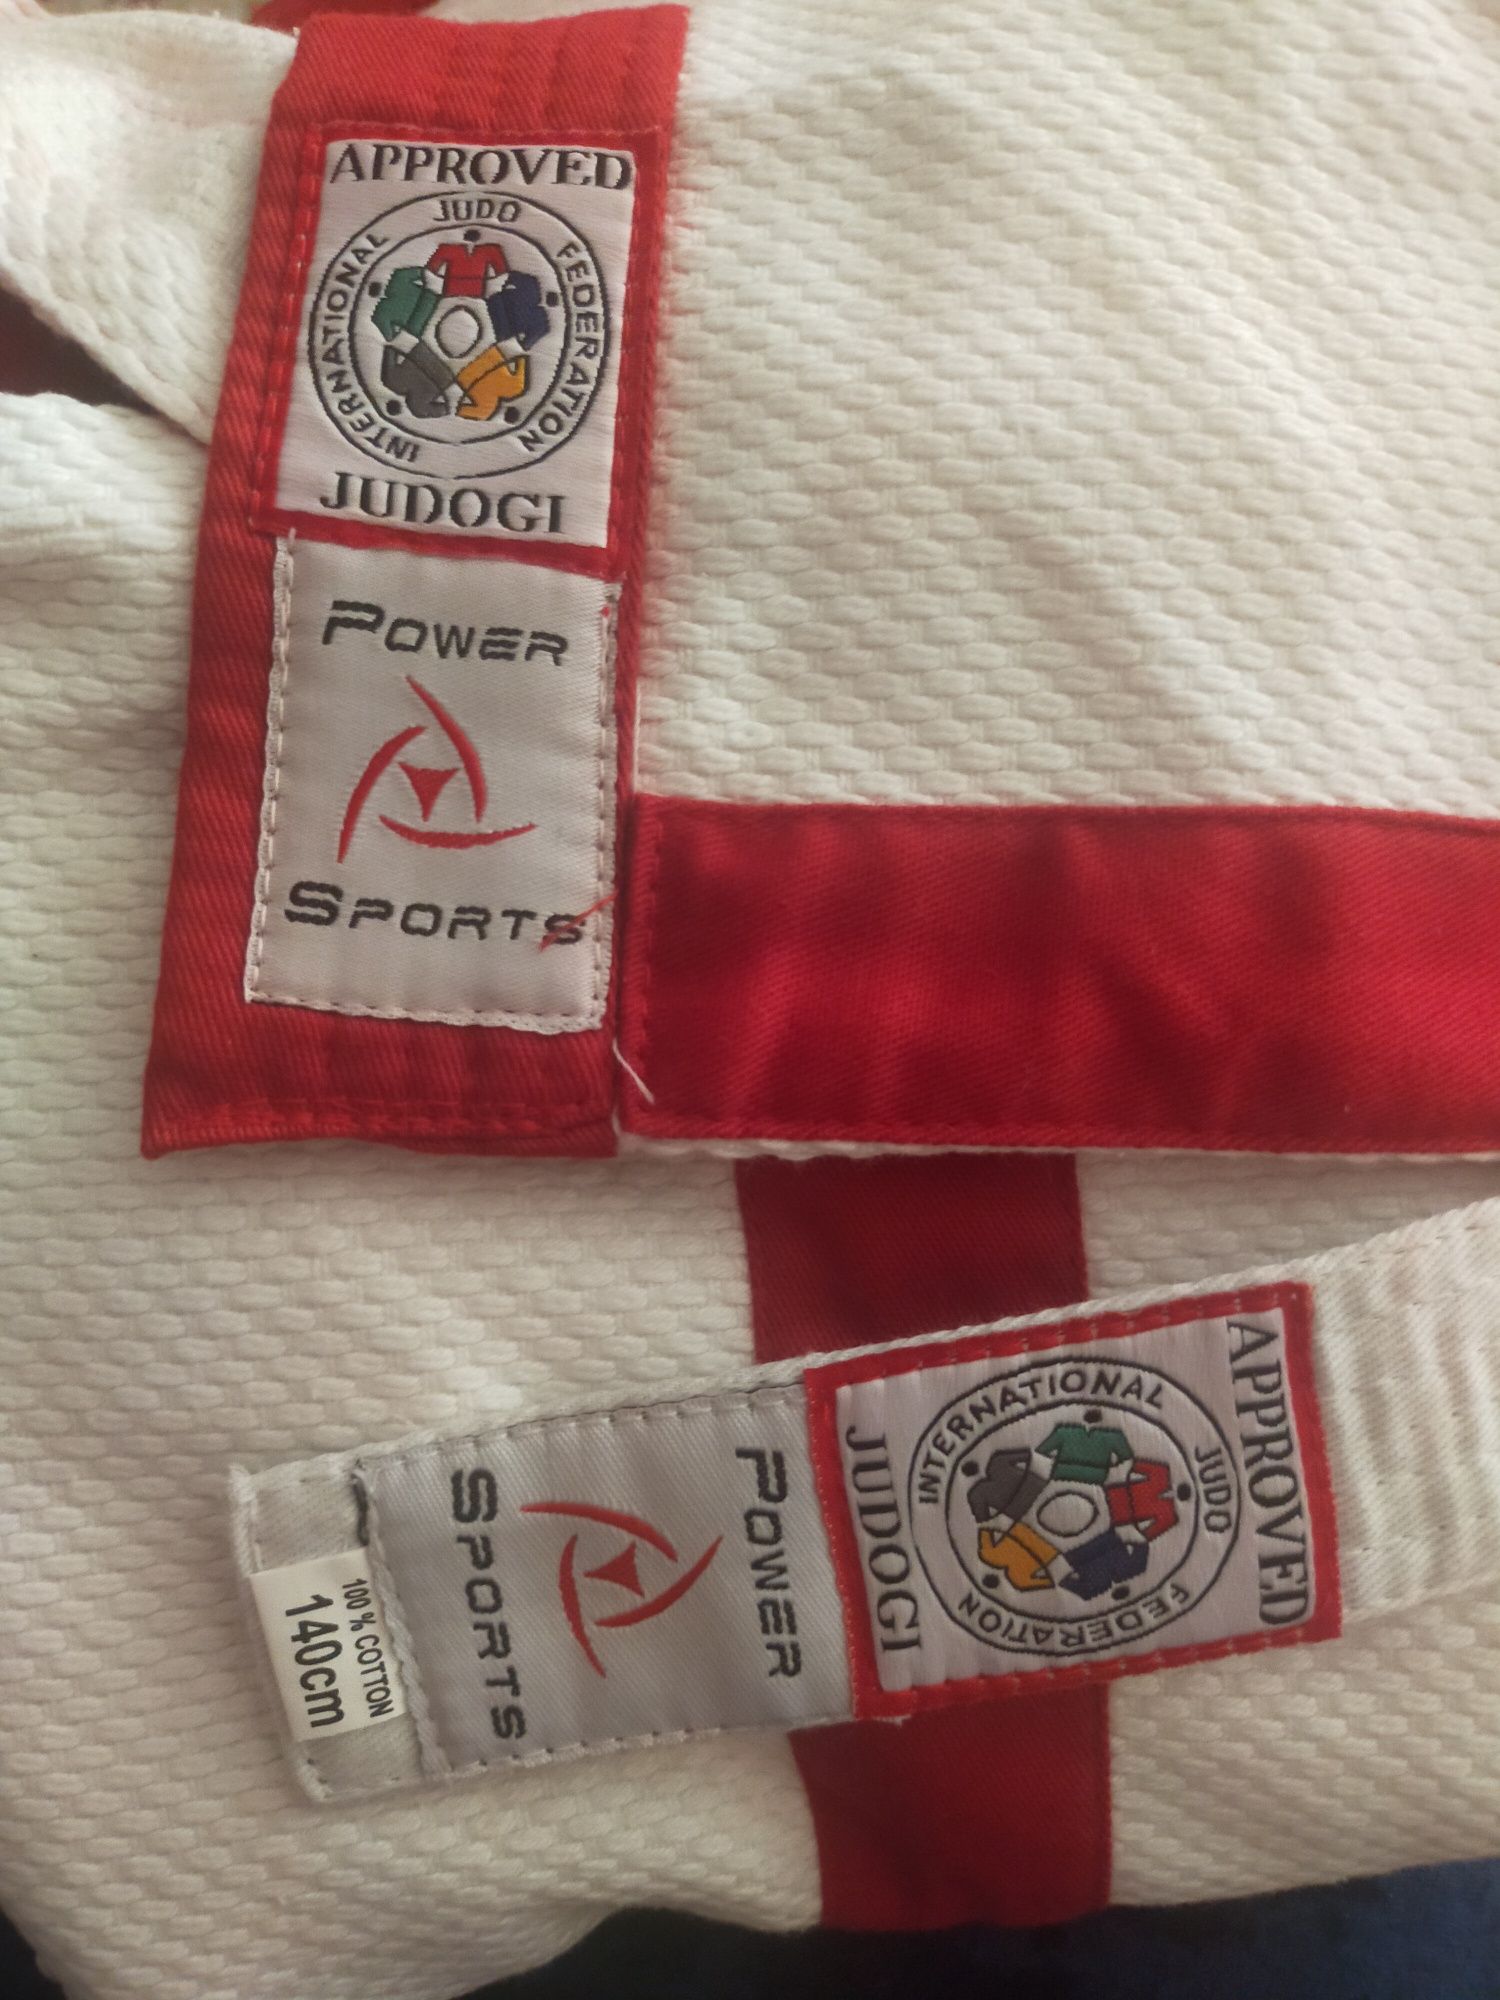 APPROVED
INTERNATIONAL JUDO FEDERATION
JUDOGI
POWER
SPORTS
APPROVED
INTERNATIONAL JUDO FEDERATION
JUDOGI
POWER
SPORTS
100 % COTTON
140cm